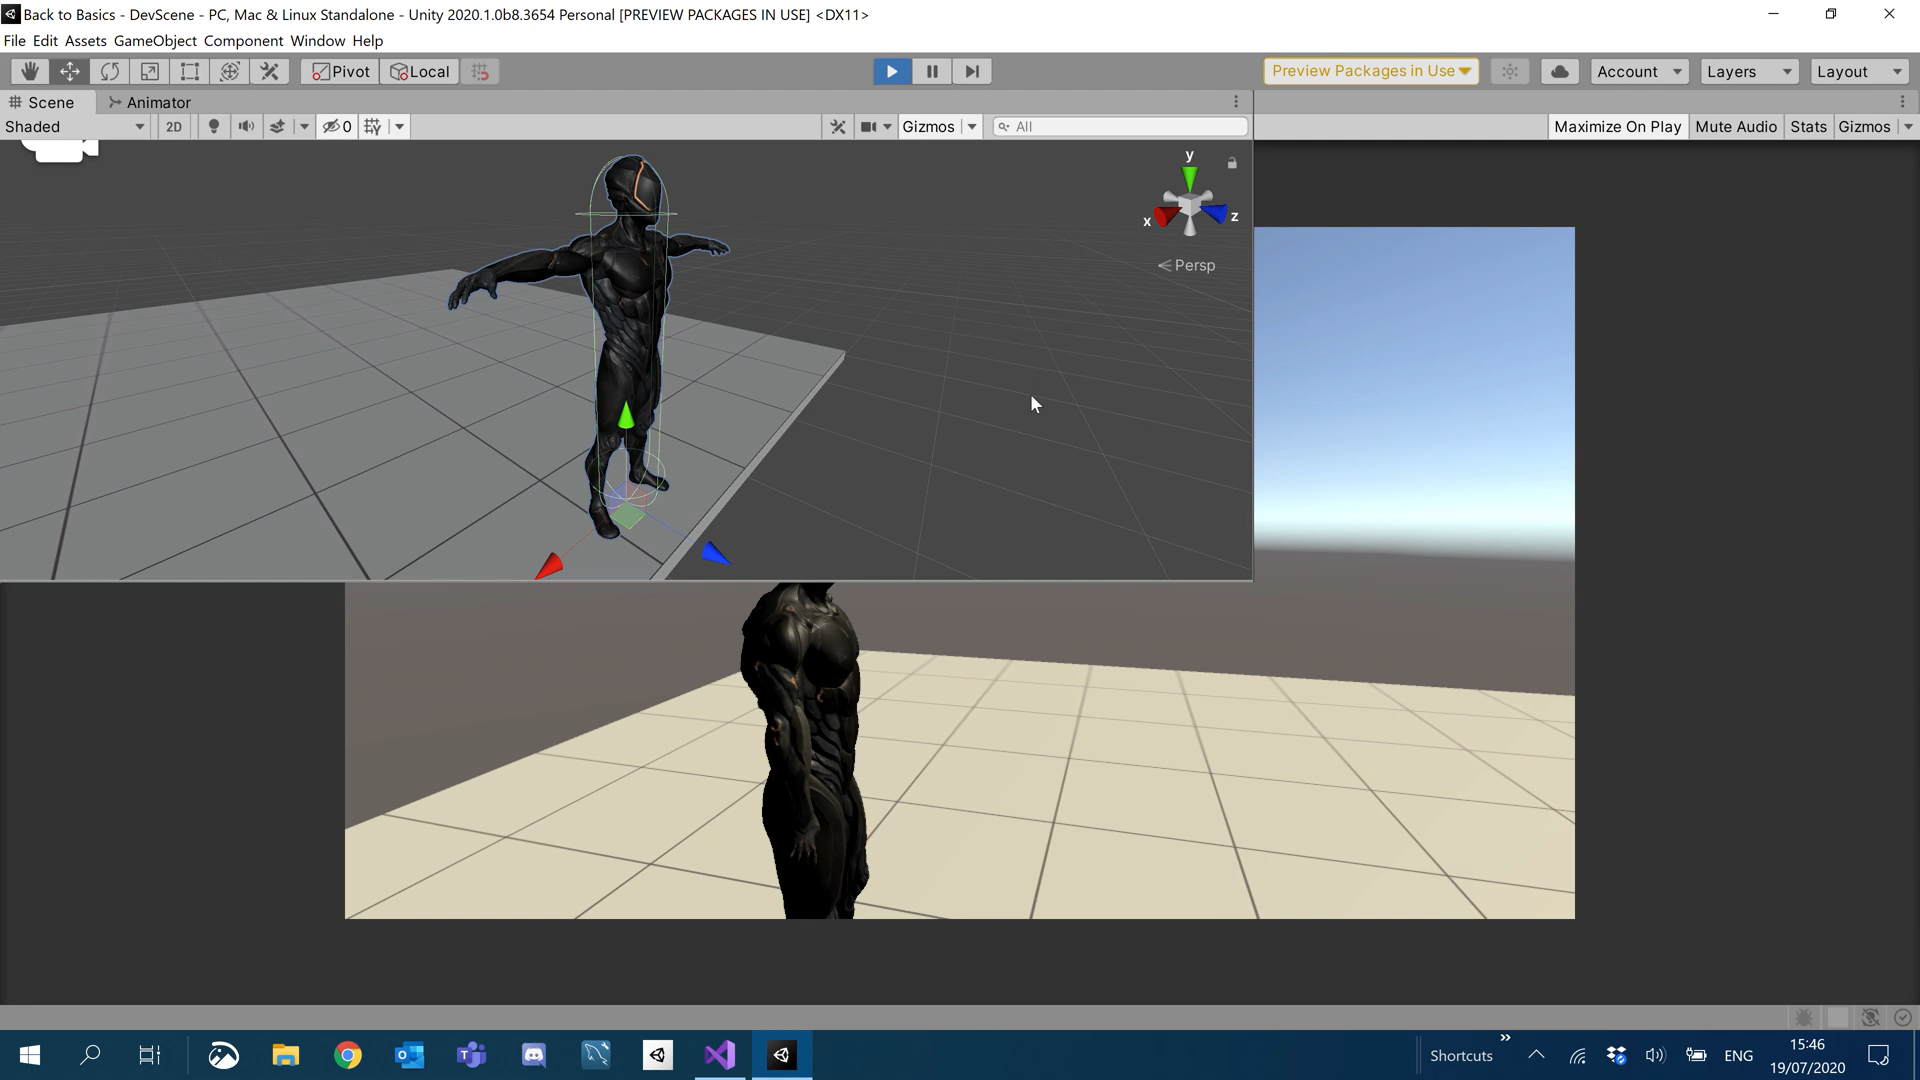 Back to Basics - DevScene - PC, Mac & Linux Standalone - Unity 2020.1.0b8.3654 Personal [PREVIEW PACKAGES IN USE] <DX11>
File Edit Assets GameObject Component Window Help
Pivot Local Preview Packages in Use Account Layers Layout
Scene Animator
Shaded 2D 0 Gizmos All Maximize On Play Mute Audio Stats Gizmos
y
x z
Persp
Shortcuts » ENG 15:46
19/07/2020